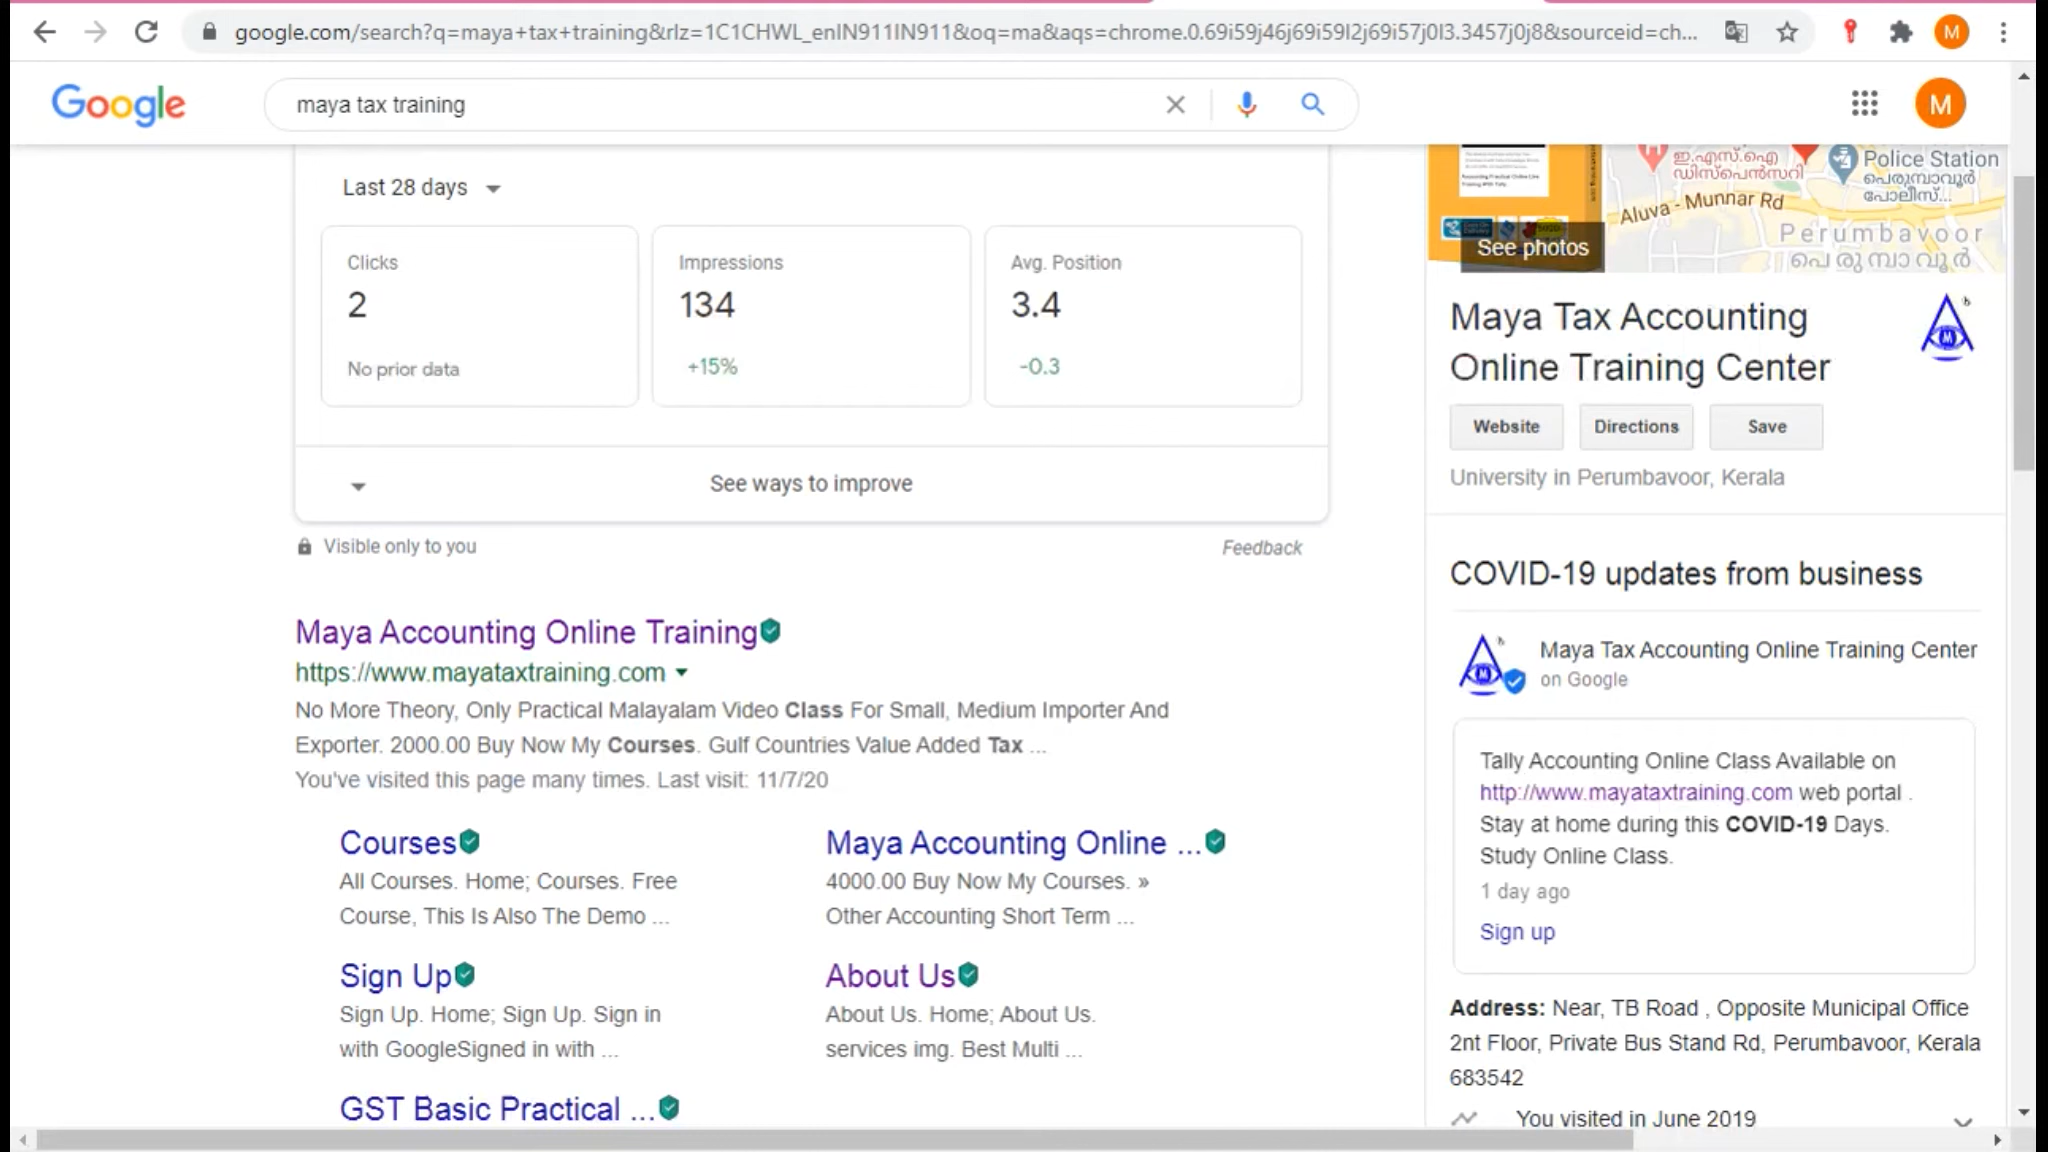 google.com/search?q=maya+tax+training&rlz=1C1CHWL_enIN911IN911&oq=ma&aqs=chrome.0.69i59j46j69i59l2j69i57j0l3.3457j0j8&sourceid=ch...
M
Google
maya tax training
M
Last 28 days
Clicks
2
No prior data
Impressions
134
+15%
Avg. Position
3.4
-0.3
See ways to improve
Visible only to you
Feedback
Maya Accounting Online Training
https://www.mayataxtraining.com
No More Theory, Only Practical Malayalam Video Class For Small, Medium Importer And
Exporter. 2000.00 Buy Now My Courses. Gulf Countries Value Added Tax ...
You've visited this page many times. Last visit: 11/7/20
Courses
All Courses. Home; Courses. Free
Course, This Is Also The Demo ...
Maya Accounting Online ...
4000.00 Buy Now My Courses. »
Other Accounting Short Term ...
Sign Up
Sign Up. Home; Sign Up. Sign in
with GoogleSigned in with ...
About Us
About Us. Home; About Us.
services img. Best Multi ...
GST Basic Practical ...
See photos
ഇ.എസ്.ഐ
ഡിസ്പെൻസറി
Police Station
പെരുമ്പാവൂർ
പോലീസ്...
Aluva - Munnar Rd
Perumbavoor
പെരുമ്പാവൂർ
Maya Tax Accounting
Online Training Center
Website
Directions
Save
University in Perumbavoor, Kerala
COVID-19 updates from business
Maya Tax Accounting Online Training Center
on Google
Tally Accounting Online Class Available on
http://www.mayataxtraining.com web portal .
Stay at home during this COVID-19 Days.
Study Online Class.
1 day ago
Sign up
Address: Near, TB Road , Opposite Municipal Office
2nt Floor, Private Bus Stand Rd, Perumbavoor, Kerala
683542
You visited in June 2019